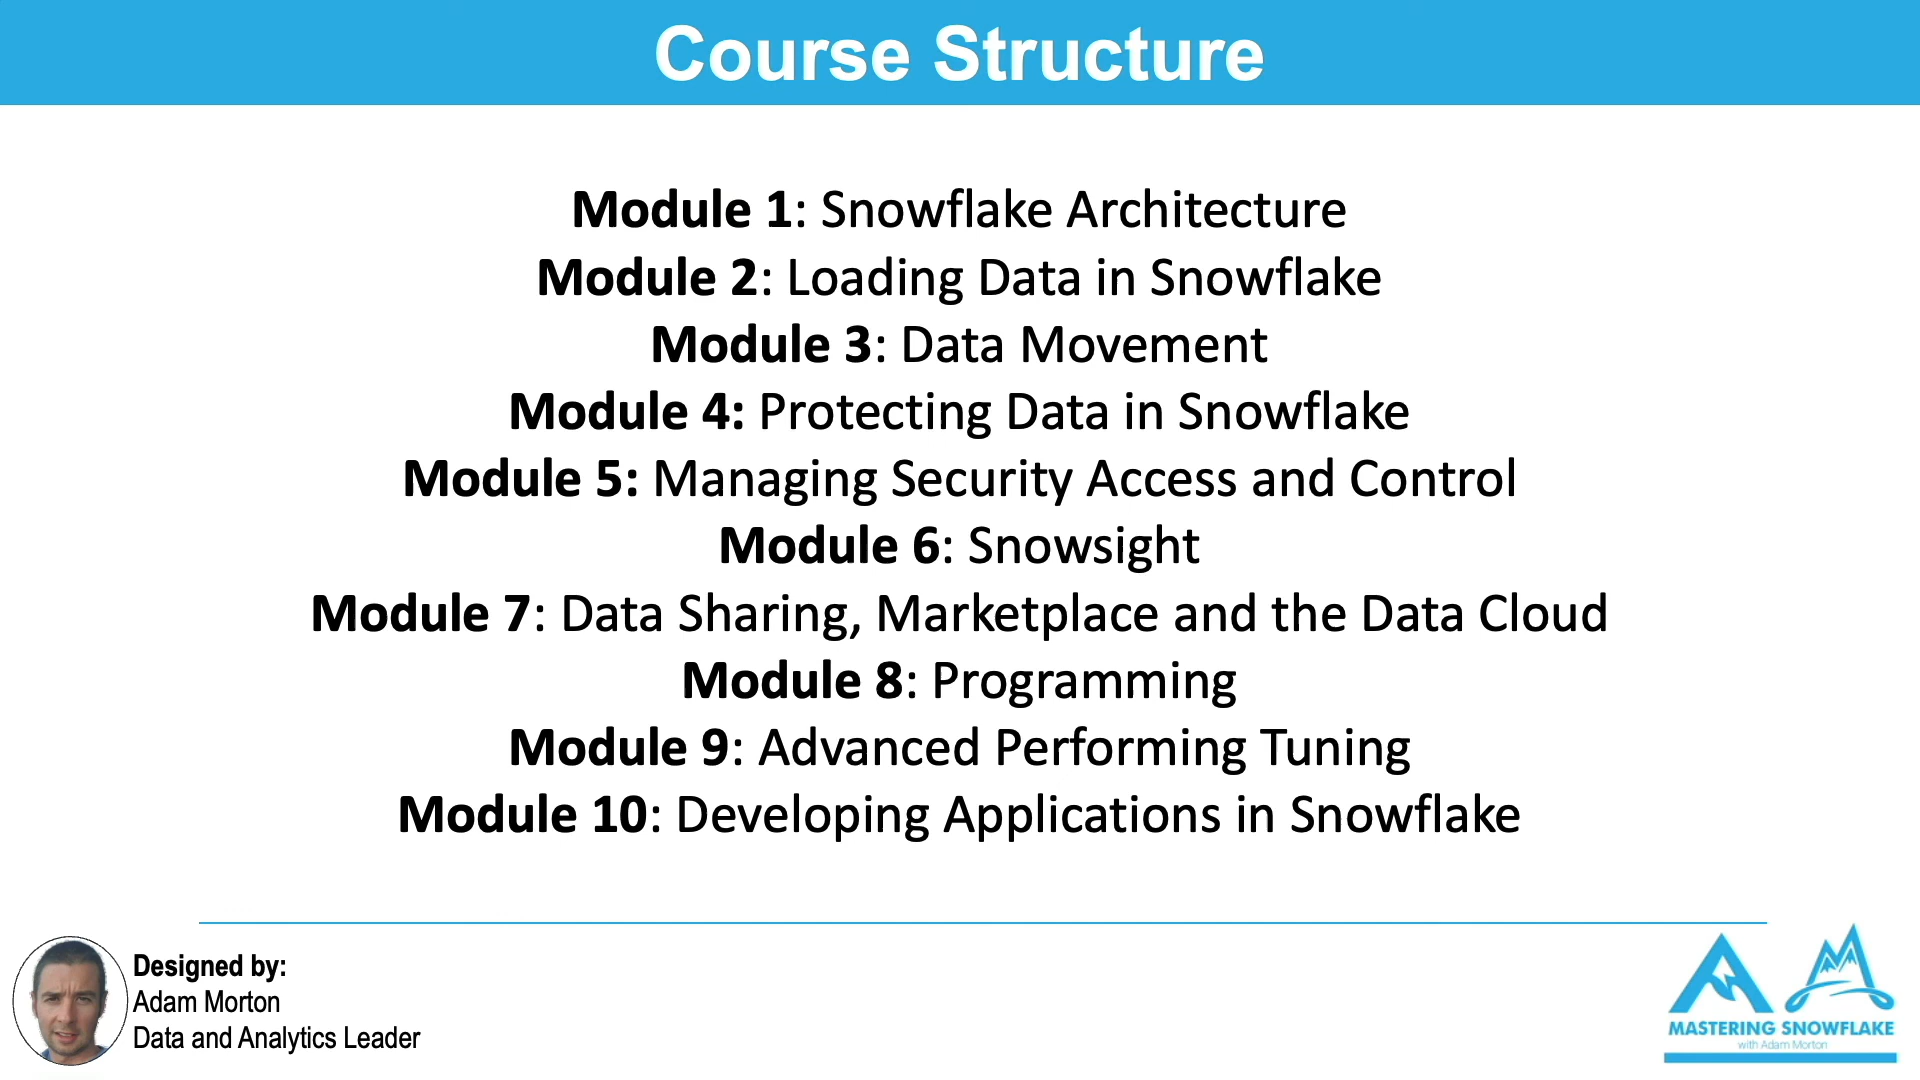 Course Structure
Module 1: Snowflake Architecture
Module 2: Loading Data in Snowflake
Module 3: Data Movement
Module 4: Protecting Data in Snowflake
Module 5: Managing Security Access and Control
Module 6: Snowsight
Module 7: Data Sharing, Marketplace and the Data Cloud
Module 8: Programming
Module 9: Advanced Performing Tuning
Module 10: Developing Applications in Snowflake
Designed by:
Adam Morton
Data and Analytics Leader
MASTERING SNOWFLAKE
with Adam Morton